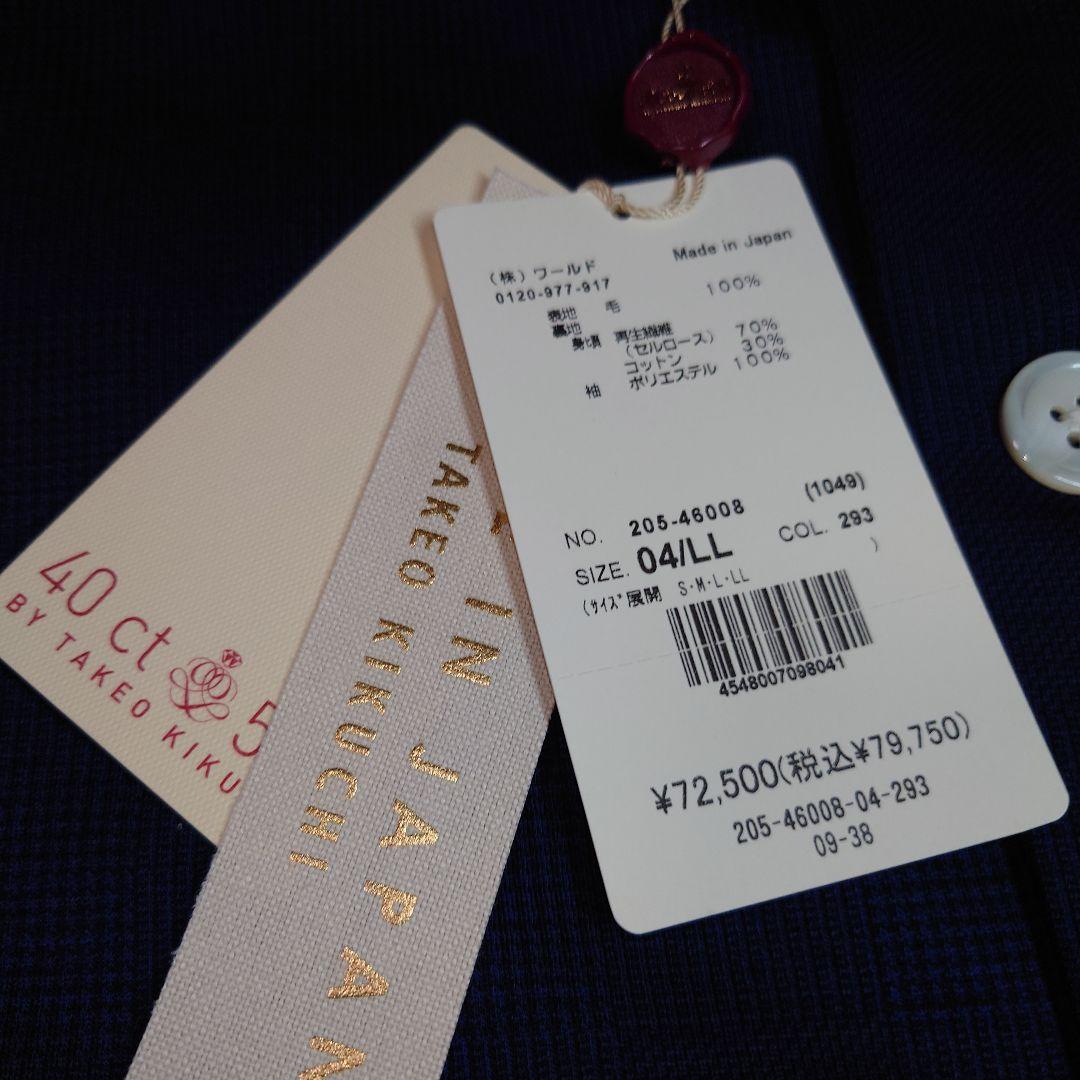 (株)ワールド Made in Japan
0120-977-917
表地 毛 100%
裏地
身頃 再生繊維
(セルロース) 70%
コットン 30%
袖 ポリエステル 100%
NO. 205-46008 (1049)
SIZE. 04/LL COL. 293
(サイズ展開 S・M・L・LL )
4548007098041
¥72,500(税込¥79,750)
205-46008-04-293
09-38
IN JAPAN
TAKEO KIKUCHI
40 ct & 5
BY TAKEO KIKU